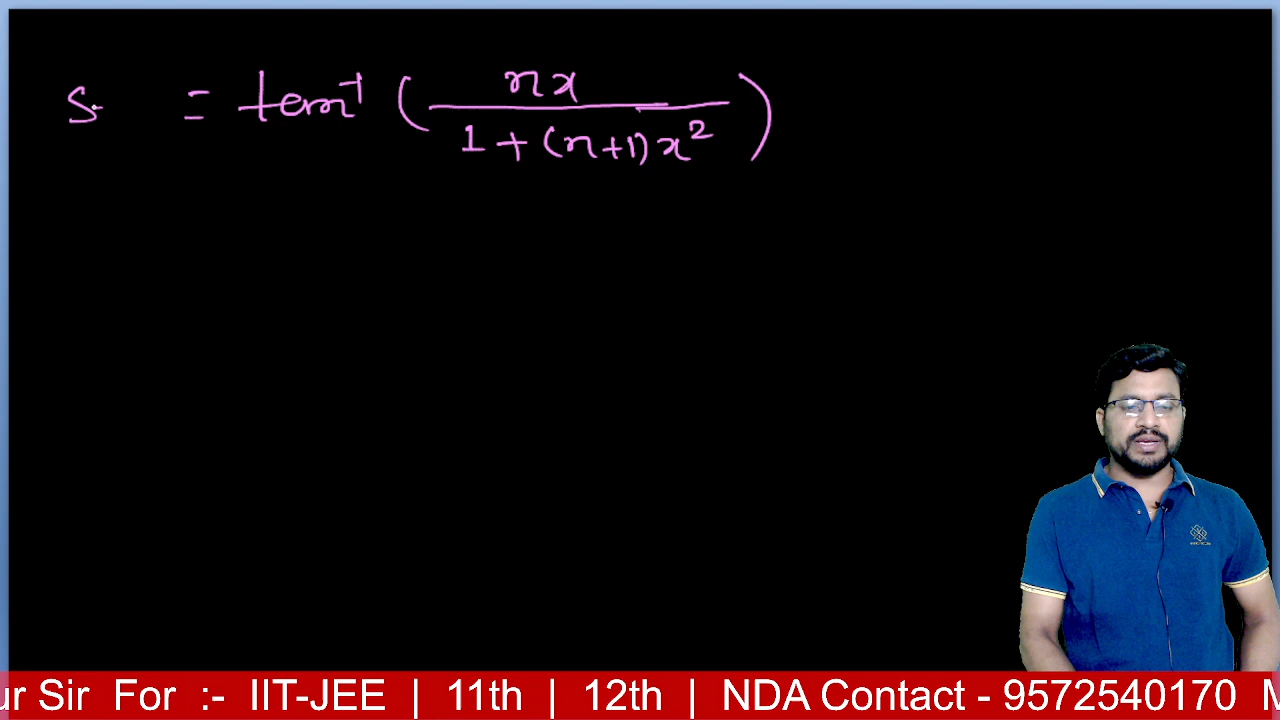 S = tan⁻¹ ( nx / 1 + (n+1)x² )
ur Sir For :- IIT-JEE | 11th | 12th | NDA Contact - 9572540170 M